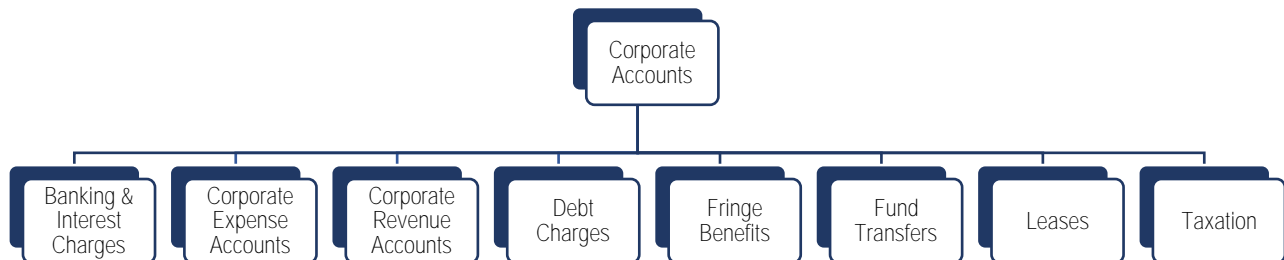 Corporate
Accounts
Banking &
Interest
Charges
Corporate
Expense
Accounts
Corporate
Revenue
Accounts
Debt
Charges
Fringe
Benefits
Fund
Transfers
Leases
Taxation